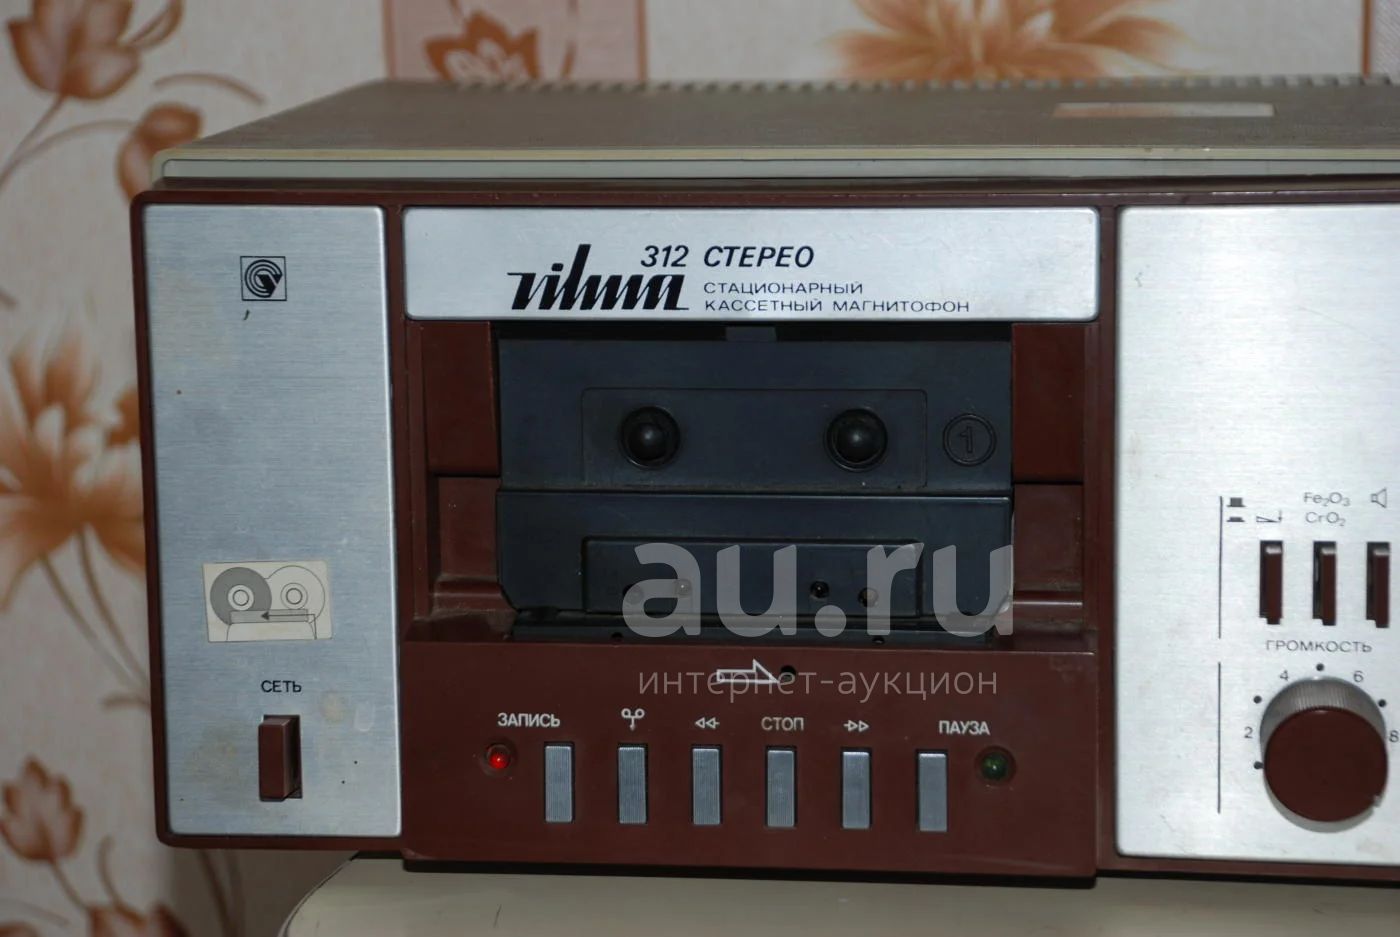 312 СТЕРЕО
vilma
СТАЦИОНАРНЫЙ
КАССЕТНЫЙ МАГНИТОФОН
1
Fe₂O₃
CrO₂
au.ru
интернет-аукцион
ГРОМКОСТЬ
4 6
2 8
СЕТЬ
ЗАПИСЬ СТОП ПАУЗА